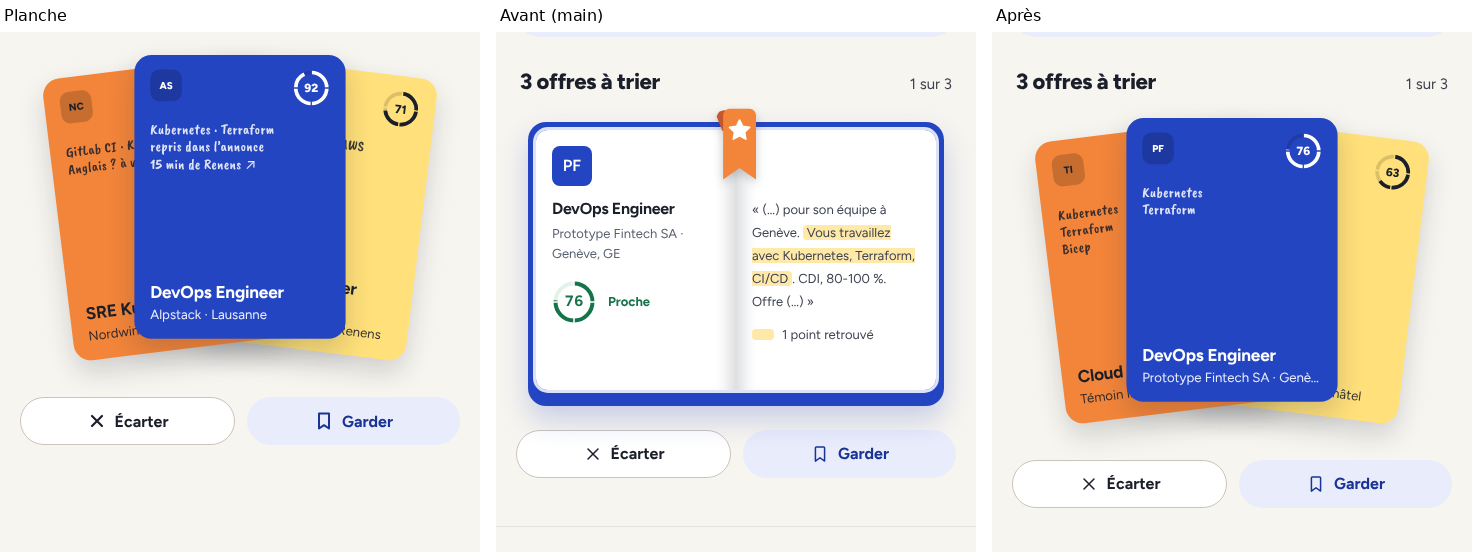 Planche
NC
GitLab CI · K
Anglais ? à v
SRE Ku
Nordwin
AS
92
Kubernetes · Terraform
repris dans l'annonce
15 min de Renens ↗
DevOps Engineer
Alpstack · Lausanne
71
AWS
er
Renens
Écarter
Garder
Avant (main)
3 offres à trier
1 sur 3
PF
DevOps Engineer
Prototype Fintech SA ·
Genève, GE
76
Proche
« (...) pour son équipe à
Genève. Vous travaillez
avec Kubernetes, Terraform,
CI/CD . CDI, 80-100 %.
Offre (...) »
1 point retrouvé
Écarter
Garder
Après
3 offres à trier
1 sur 3
TI
Kubernetes
Terraform
Bicep
Cloud
Témoin
PF
76
Kubernetes
Terraform
DevOps Engineer
Prototype Fintech SA · Genè...
63
hâtel
Écarter
Garder